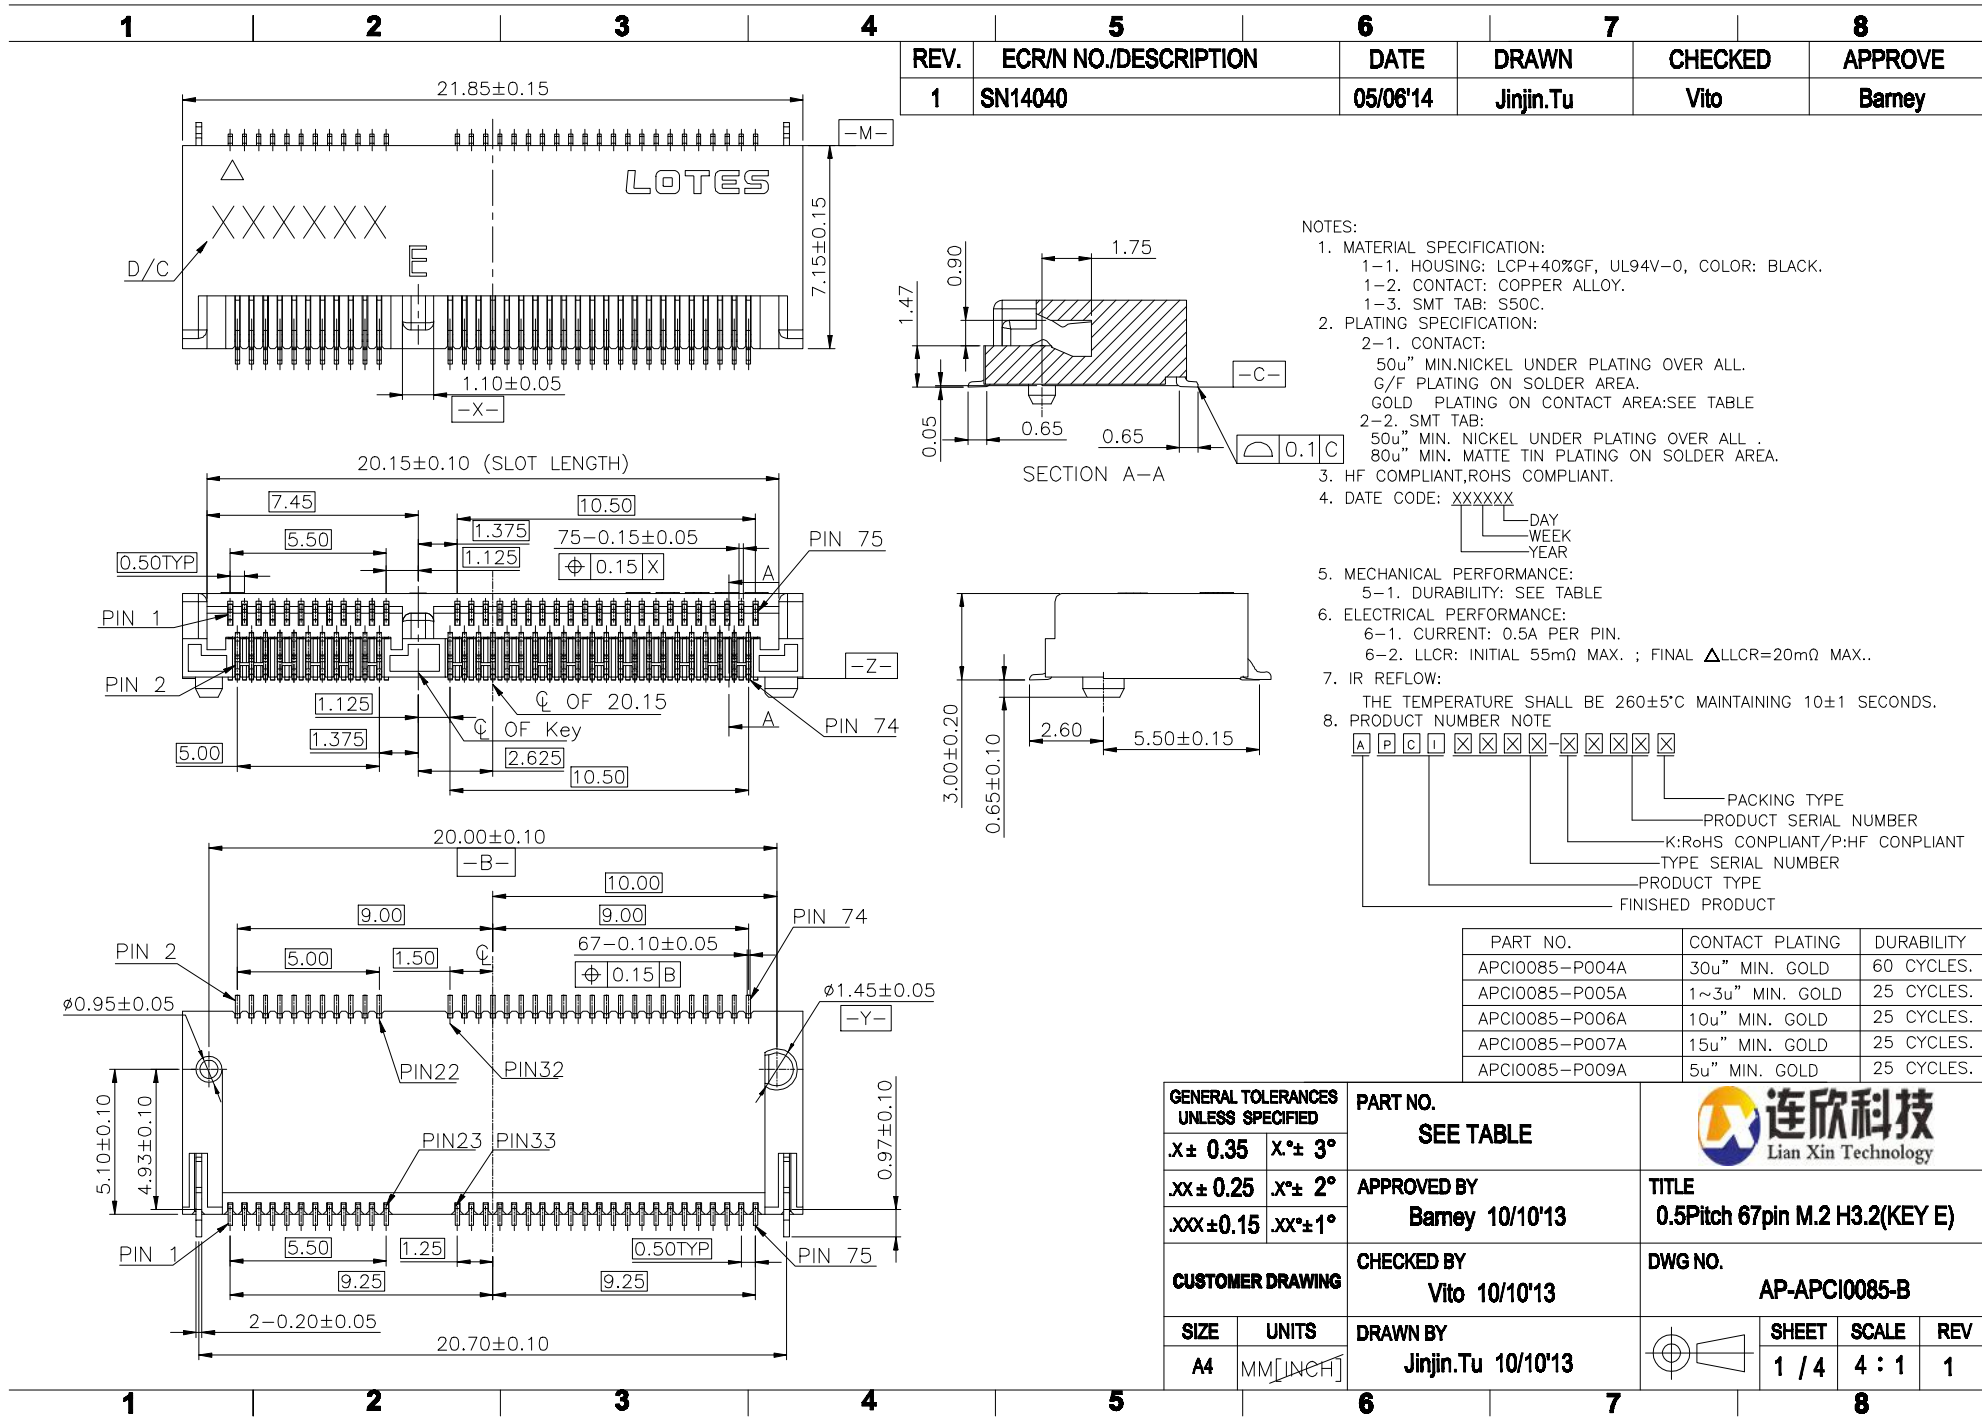 1 2 3 4 5 6 7 8
REV. ECR/N NO./DESCRIPTION DATE DRAWN CHECKED APPROVE
1 SN14040 05/06'14 Jinjin.Tu Vito Barney
21.85±0.15
-M-
LOTES
XXXXXX
D/C
E
7.15±0.15
1.10±0.05
-X-
1.75
0.90
1.47
-C-
0.05
0.65
0.65
0.1 C
SECTION A-A
20.15±0.10 (SLOT LENGTH)
7.45
10.50
5.50
1.375
75-0.15±0.05
PIN 75
0.50TYP
1.125
0.15 X
A
PIN 1
-Z-
PIN 2
1.125
℄ OF 20.15
A
PIN 74
℄ OF Key
1.375
5.00
2.625
10.50
3.00±0.20
0.65±0.10
2.60
5.50±0.15
20.00±0.10
-B-
10.00
9.00
9.00
PIN 74
PIN 2
67-0.10±0.05
5.00
1.50
℄
0.15 B
ø0.95±0.05
ø1.45±0.05
-Y-
PIN22
PIN32
5.10±0.10
4.93±0.10
PIN23
PIN33
0.97±0.10
PIN 1
5.50
1.25
0.50TYP
PIN 75
9.25
9.25
2-0.20±0.05
20.70±0.10
NOTES:
1. MATERIAL SPECIFICATION:
1-1. HOUSING: LCP+40%GF, UL94V-0, COLOR: BLACK.
1-2. CONTACT: COPPER ALLOY.
1-3. SMT TAB: S50C.
2. PLATING SPECIFICATION:
2-1. CONTACT:
50u" MIN.NICKEL UNDER PLATING OVER ALL.
G/F PLATING ON SOLDER AREA.
GOLD PLATING ON CONTACT AREA:SEE TABLE
2-2. SMT TAB:
50u" MIN. NICKEL UNDER PLATING OVER ALL .
80u" MIN. MATTE TIN PLATING ON SOLDER AREA.
3. HF COMPLIANT,ROHS COMPLIANT.
4. DATE CODE: XXXXXX
DAY
WEEK
YEAR
5. MECHANICAL PERFORMANCE:
5-1. DURABILITY: SEE TABLE
6. ELECTRICAL PERFORMANCE:
6-1. CURRENT: 0.5A PER PIN.
6-2. LLCR: INITIAL 55mΩ MAX. ; FINAL △LLCR=20mΩ MAX..
7. IR REFLOW:
THE TEMPERATURE SHALL BE 260±5°C MAINTAINING 10±1 SECONDS.
8. PRODUCT NUMBER NOTE
A P C I X X X X-X X X X X
PACKING TYPE
PRODUCT SERIAL NUMBER
K:RoHS CONPLIANT/P:HF CONPLIANT
TYPE SERIAL NUMBER
PRODUCT TYPE
FINISHED PRODUCT
PART NO. CONTACT PLATING DURABILITY
APCI0085-P004A 30u" MIN. GOLD 60 CYCLES.
APCI0085-P005A 1~3u" MIN. GOLD 25 CYCLES.
APCI0085-P006A 10u" MIN. GOLD 25 CYCLES.
APCI0085-P007A 15u" MIN. GOLD 25 CYCLES.
APCI0085-P009A 5u" MIN. GOLD 25 CYCLES.
GENERAL TOLERANCES
UNLESS SPECIFIED
.X± 0.35 X.°± 3°
.XX± 0.25 .X°± 2°
.XXX±0.15 .XX°±1°
CUSTOMER DRAWING
SIZE UNITS
A4 MM[INCH]
PART NO.
SEE TABLE
APPROVED BY
Barney 10/10'13
CHECKED BY
Vito 10/10'13
DRAWN BY
Jinjin.Tu 10/10'13
连欣科技
Lian Xin Technology
TITLE
0.5Pitch 67pin M.2 H3.2(KEY E)
DWG NO.
AP-APCI0085-B
SHEET SCALE REV
1 / 4 4 : 1 1
1 2 3 4 5 6 7 8